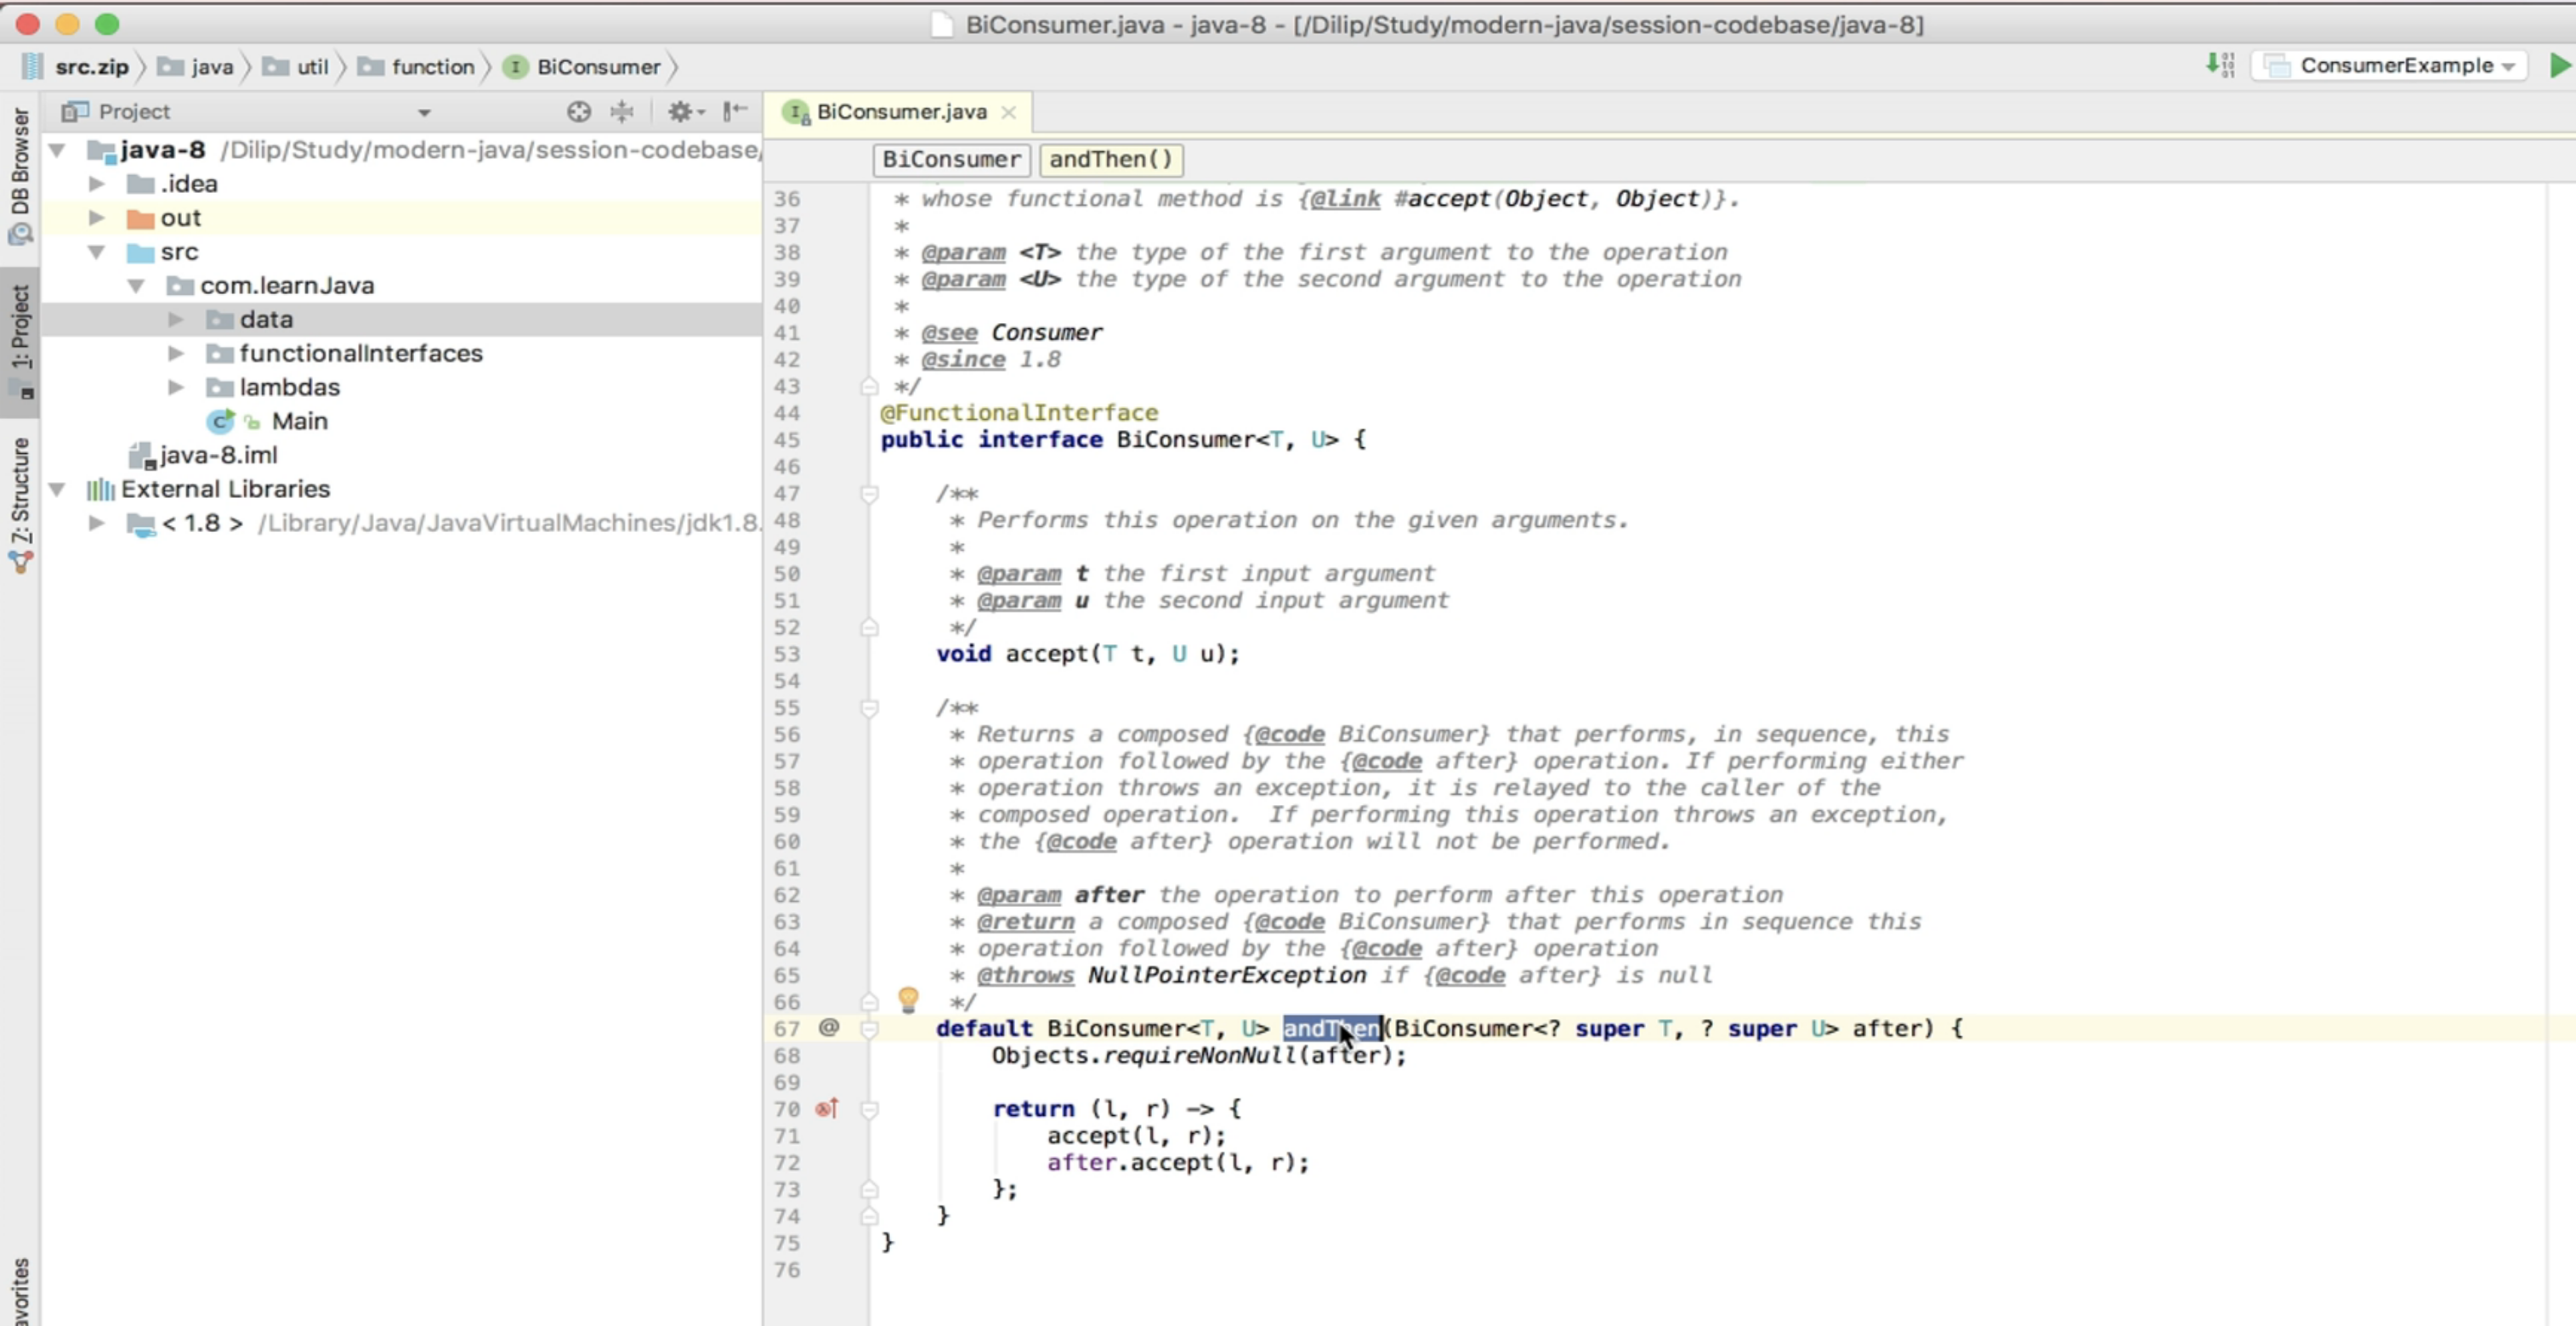 BiConsumer.java - java-8 - [/Dilip/Study/modern-java/session-codebase/java-8]
src.zip java util function BiConsumer
ConsumerExample
Project
BiConsumer.java
DB Browser
1: Project
7: Structure
java-8 /Dilip/Study/modern-java/session-codebase/
.idea
out
src
com.learnJava
data
functionalInterfaces
lambdas
Main
java-8.iml
External Libraries
< 1.8 > /Library/Java/JavaVirtualMachines/jdk1.8.
BiConsumer andThen()
36 * whose functional method is {@link #accept(Object, Object)}.
37 *
38 * @param <T> the type of the first argument to the operation
39 * @param <U> the type of the second argument to the operation
40 *
41 * @see Consumer
42 * @since 1.8
43 */
44 @FunctionalInterface
45 public interface BiConsumer<T, U> {
46
47 /**
48 * Performs this operation on the given arguments.
49 *
50 * @param t the first input argument
51 * @param u the second input argument
52 */
53 void accept(T t, U u);
54
55 /**
56 * Returns a composed {@code BiConsumer} that performs, in sequence, this
57 * operation followed by the {@code after} operation. If performing either
58 * operation throws an exception, it is relayed to the caller of the
59 * composed operation.  If performing this operation throws an exception,
60 * the {@code after} operation will not be performed.
61 *
62 * @param after the operation to perform after this operation
63 * @return a composed {@code BiConsumer} that performs in sequence this
64 * operation followed by the {@code after} operation
65 * @throws NullPointerException if {@code after} is null
66 */
67 @ default BiConsumer<T, U> andThen(BiConsumer<? super T, ? super U> after) {
68 Objects.requireNonNull(after);
69
70 return (l, r) -> {
71 accept(l, r);
72 after.accept(l, r);
73 };
74 }
75 }
76
avorites